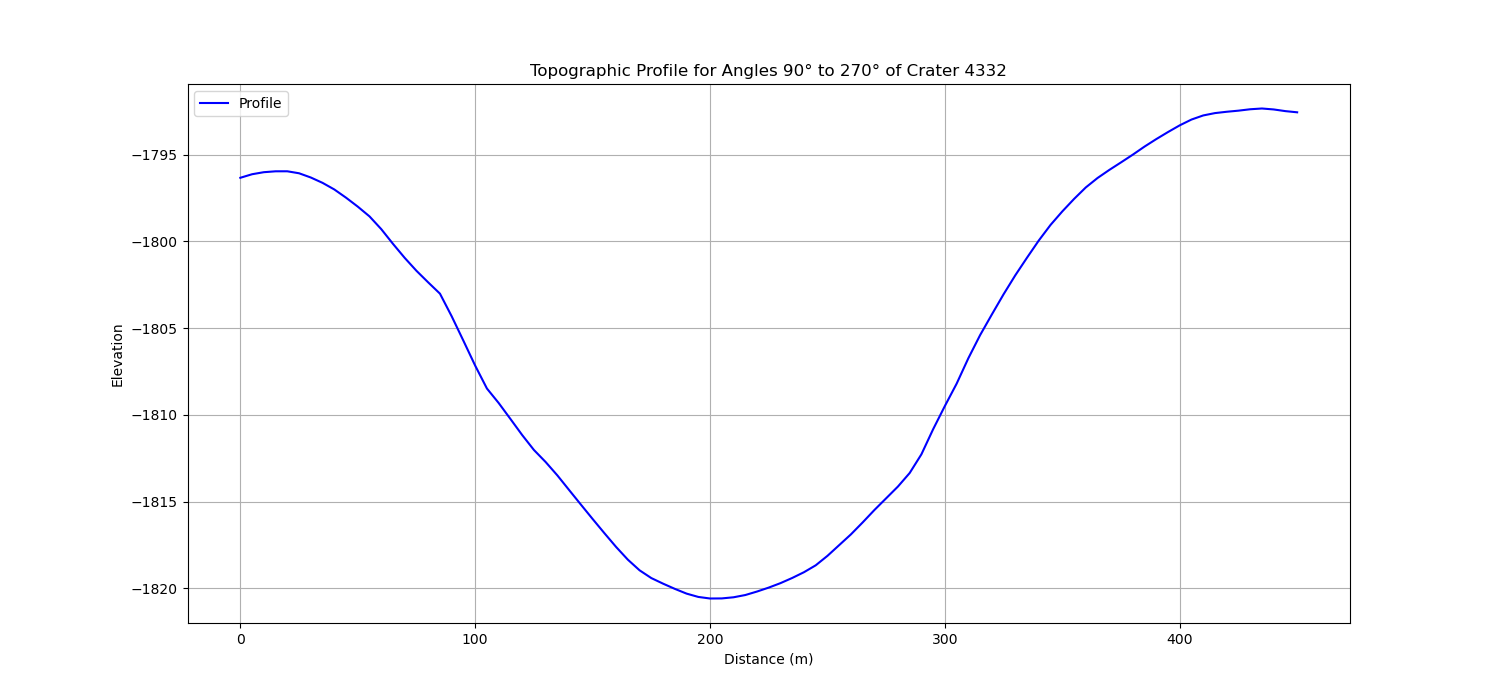 Topographic Profile for Angles 90° to 270° of Crater 4332
Profile
−1795
−1800
−1805
−1810
−1815
−1820
Elevation
0 100 200 300 400
Distance (m)